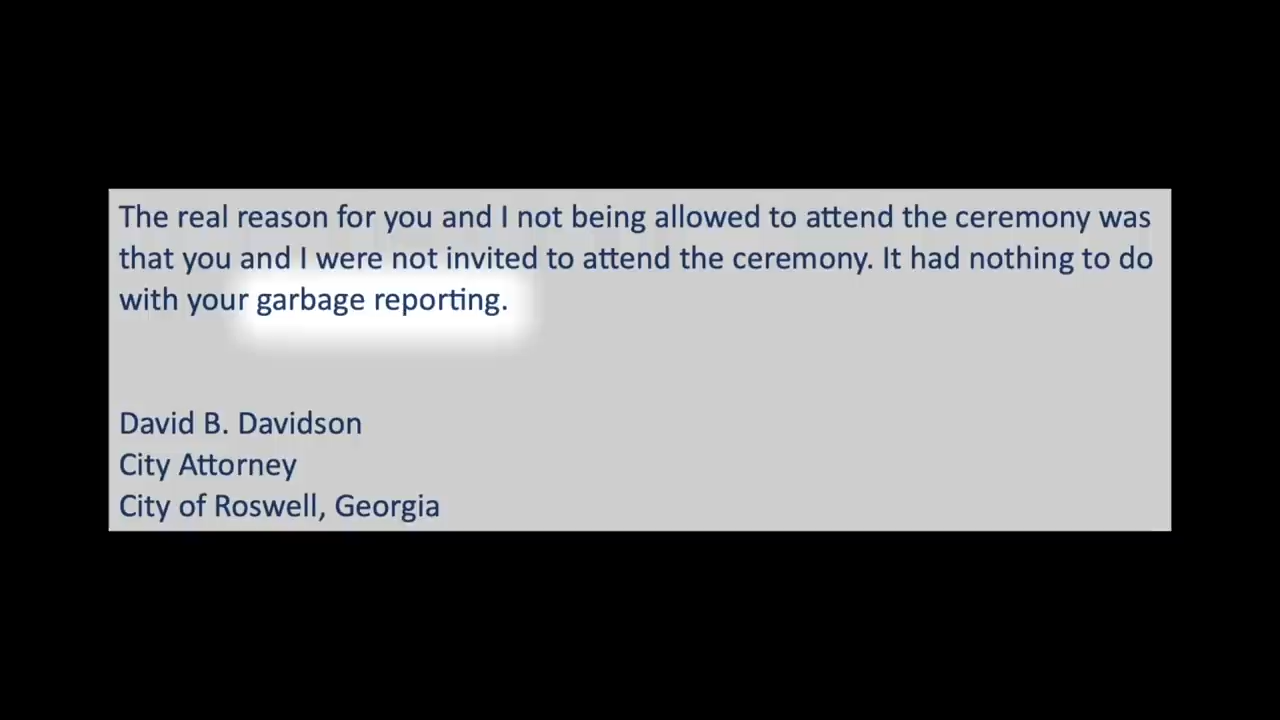 The real reason for you and I not being allowed to attend the ceremony was
that you and I were not invited to attend the ceremony. It had nothing to do
with your garbage reporting.
David B. Davidson
City Attorney
City of Roswell, Georgia